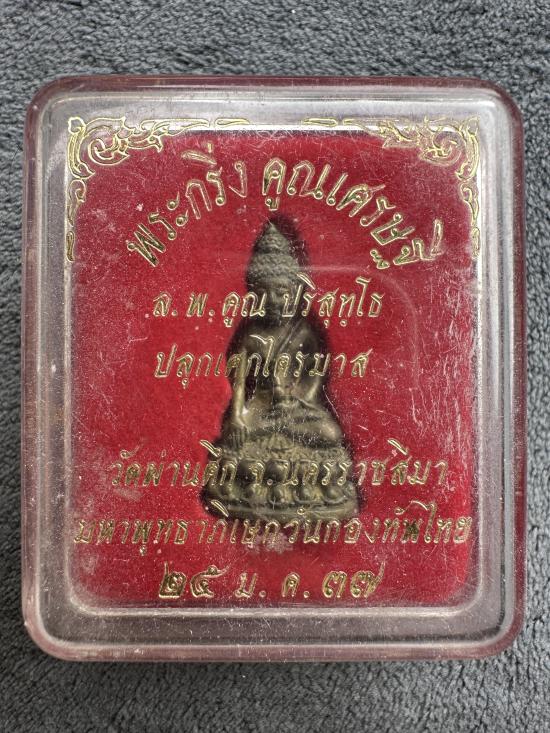 พระกริ่ง คูณเศรษฐี
ล.พ.คูณ ปริสุทฺโธ
ปลุกเสกไตรมาส
วัดผ่านศึก จ.นครราชสีมา
มหาพุทธาภิเษกวันกองทัพไทย
๒๕ ม.ค.๓๗